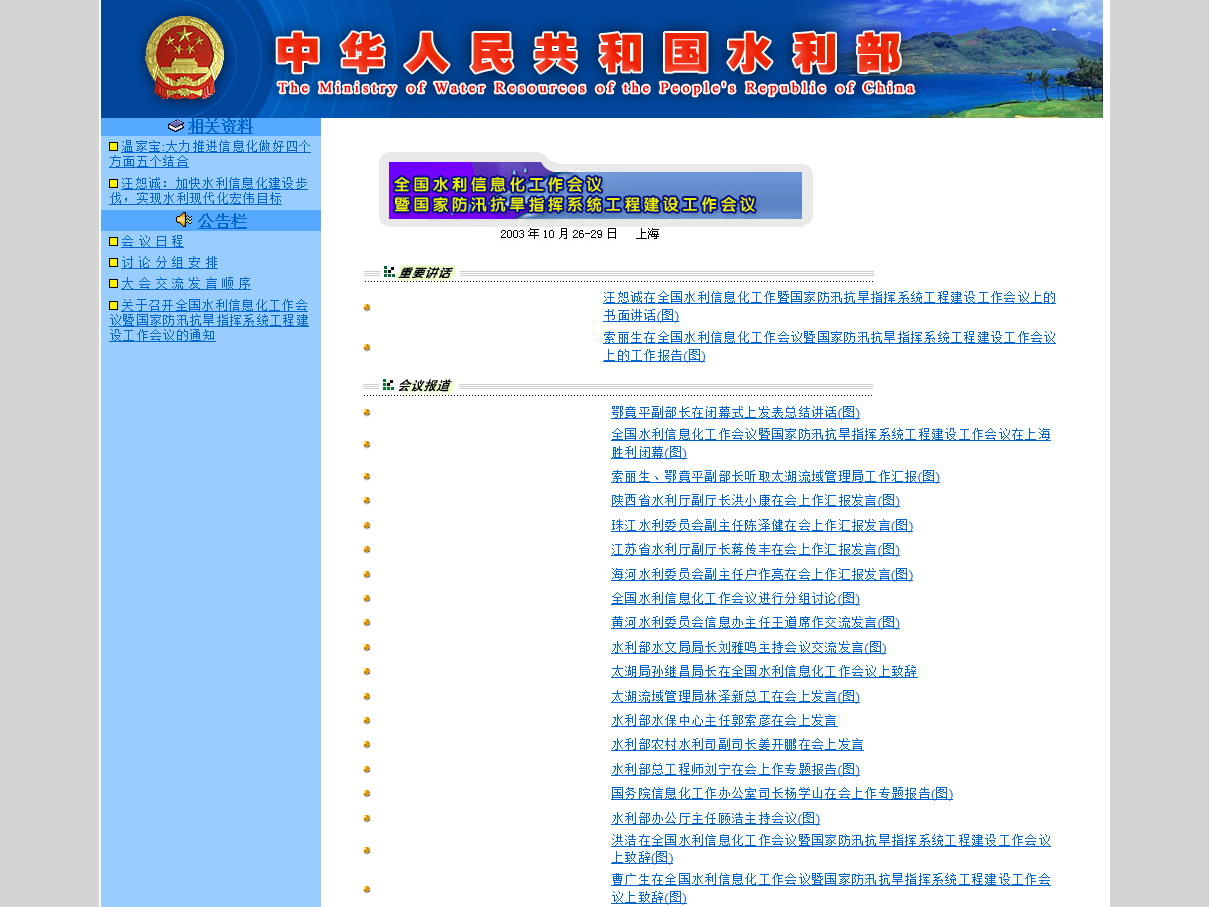 中华人民共和国水利部
The Ministry of Water Resources of the People's Republic of China
相关资料
温家宝:大力推进信息化做好四个
方面五个结合
汪恕诚：加快水利信息化建设步
伐，实现水利现代化宏伟目标
公告栏
会 议 日 程
讨 论 分 组 安 排
大 会 交 流 发 言 顺 序
关于召开全国水利信息化工作会
议暨国家防汛抗旱指挥系统工程建
设工作会议的通知
全国水利信息化工作会议
暨国家防汛抗旱指挥系统工程建设工作会议
2003 年 10 月 26-29 日 上海
重要讲话
汪恕诚在全国水利信息化工作暨国家防汛抗旱指挥系统工程建设工作会议上的
书面讲话(图)
索丽生在全国水利信息化工作会议暨国家防汛抗旱指挥系统工程建设工作会议
上的工作报告(图)
会议报道
鄂竟平副部长在闭幕式上发表总结讲话(图)
全国水利信息化工作会议暨国家防汛抗旱指挥系统工程建设工作会议在上海
胜利闭幕(图)
索丽生、鄂竟平副部长听取太湖流域管理局工作汇报(图)
陕西省水利厅副厅长洪小康在会上作汇报发言(图)
珠江水利委员会副主任陈泽健在会上作汇报发言(图)
江苏省水利厅副厅长蒋传丰在会上作汇报发言(图)
海河水利委员会副主任户作亮在会上作汇报发言(图)
全国水利信息化工作会议进行分组讨论(图)
黄河水利委员会信息办主任王道席作交流发言(图)
水利部水文局局长刘雅鸣主持会议交流发言(图)
太湖局孙继昌局长在全国水利信息化工作会议上致辞
太湖流域管理局林泽新总工在会上发言(图)
水利部水保中心主任郭索彦在会上发言
水利部农村水利司副司长姜开鹏在会上发言
水利部总工程师刘宁在会上作专题报告(图)
国务院信息化工作办公室司长杨学山在会上作专题报告(图)
水利部办公厅主任顾浩主持会议(图)
洪浩在全国水利信息化工作会议暨国家防汛抗旱指挥系统工程建设工作会议
上致辞(图)
曹广生在全国水利信息化工作会议暨国家防汛抗旱指挥系统工程建设工作会
议上致辞(图)